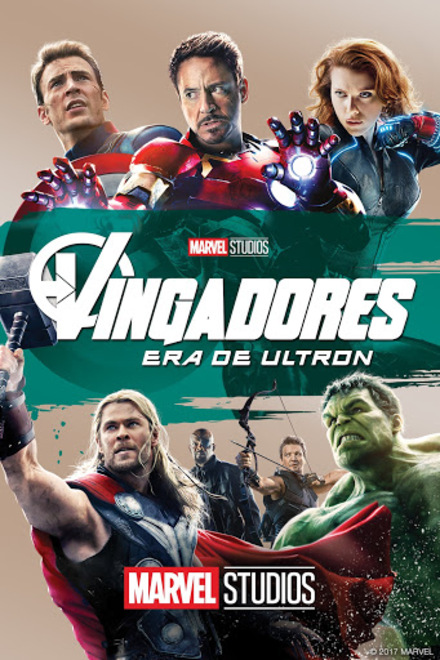 MARVEL STUDIOS
VINGADORES
ERA DE ULTRON
MARVEL STUDIOS
© 2017 MARVEL